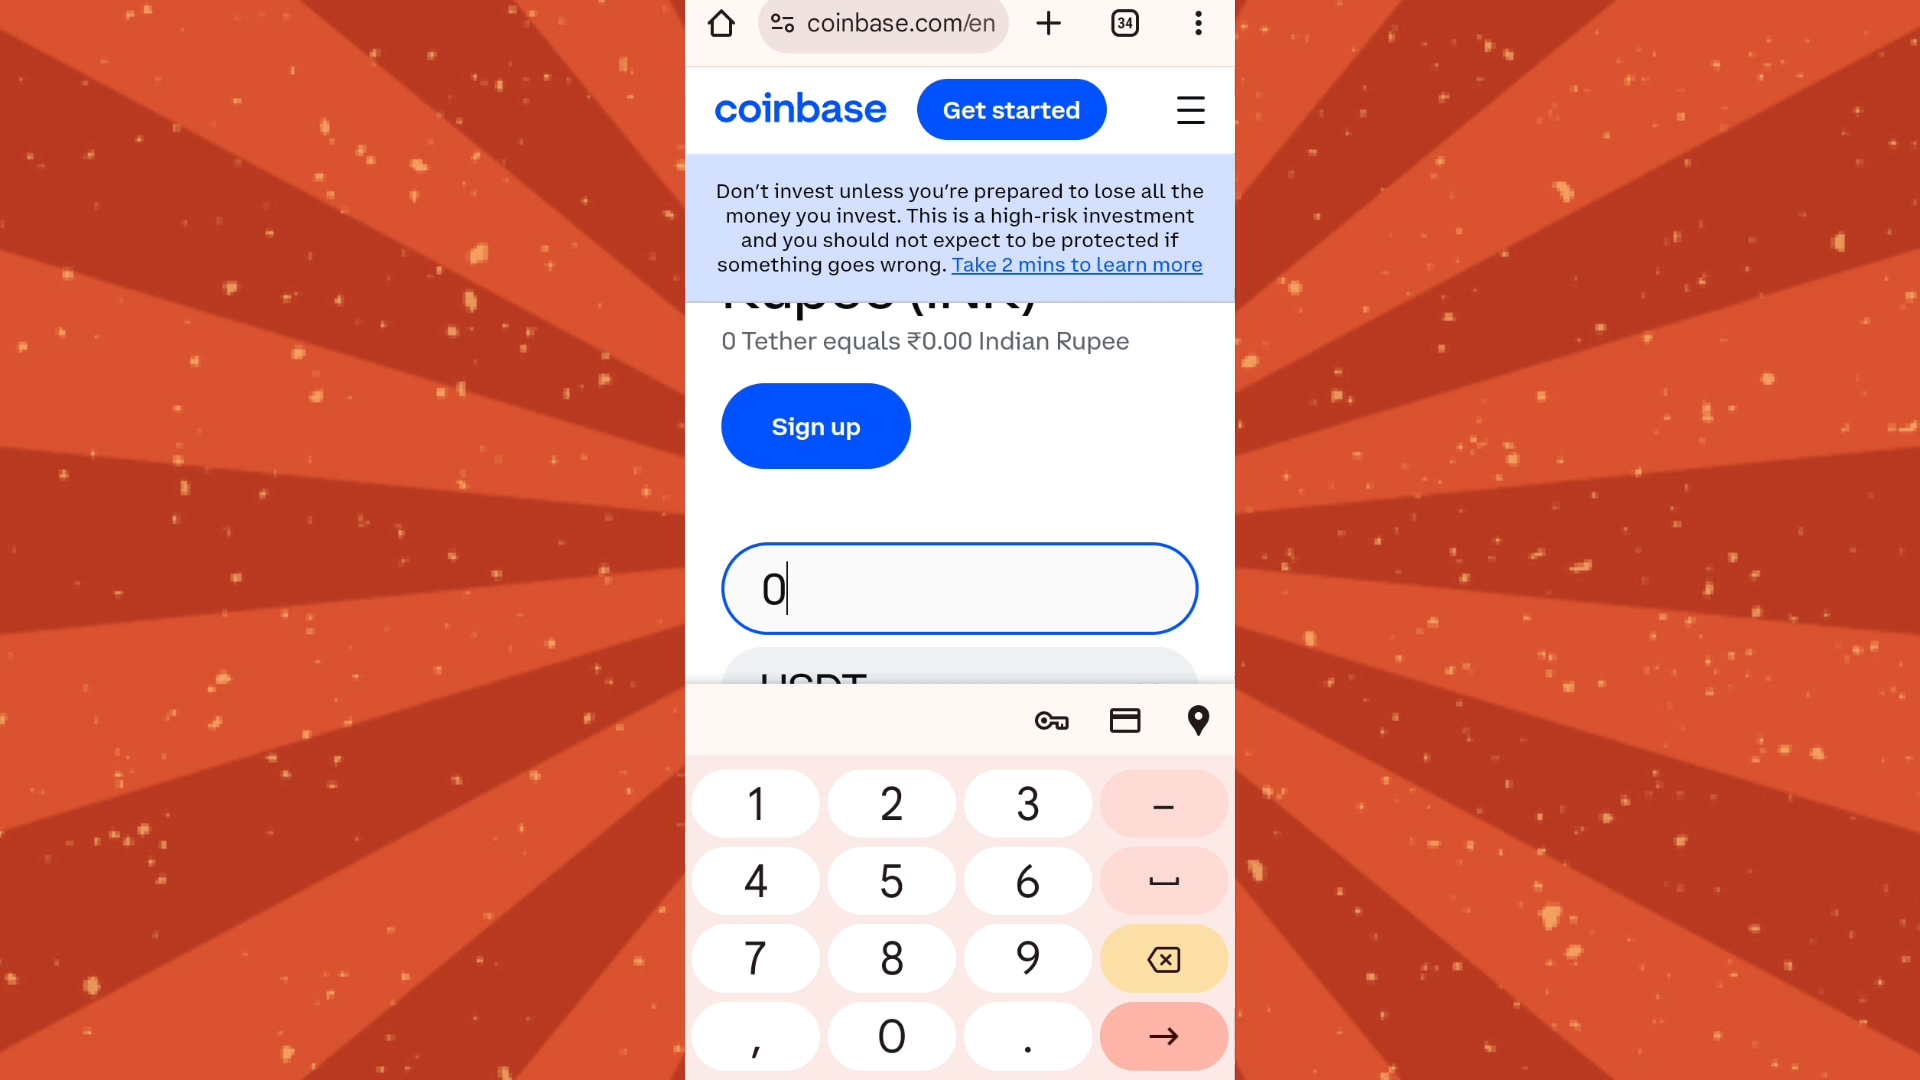 coinbase.com/en
34
coinbase
Get started
Don't invest unless you're prepared to lose all the
money you invest. This is a high-risk investment
and you should not expect to be protected if
something goes wrong. Take 2 mins to learn more
Rupee (INR)
0 Tether equals ₹0.00 Indian Rupee
Sign up
0
USDT
1 2 3 –
4 5 6
7 8 9
, 0 .